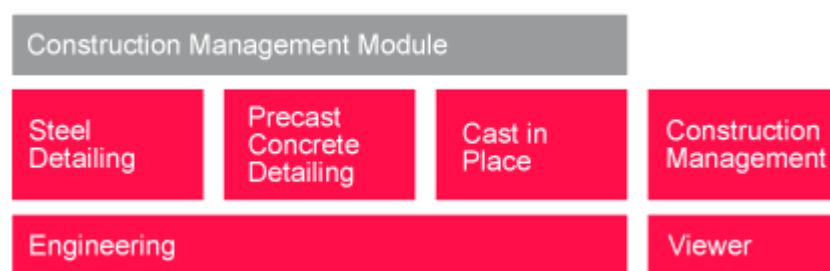 Construction Management Module
Steel
Detailing
Precast
Concrete
Detailing
Cast in
Place
Construction
Management
Engineering
Viewer